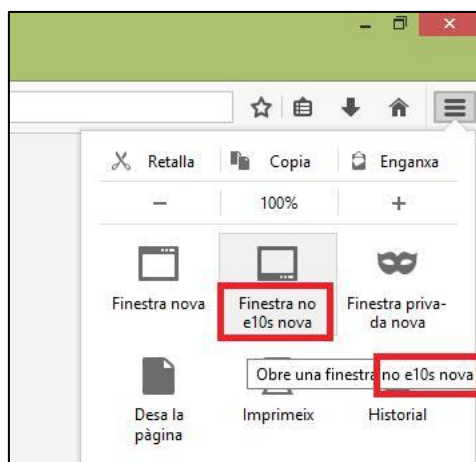 Retalla Copia Enganxa
100%
Finestra nova
Finestra no
e10s nova
Finestra priva-
da nova
Obre una finestra no e10s nova
Desa la
pàgina
Imprimeix
Historial